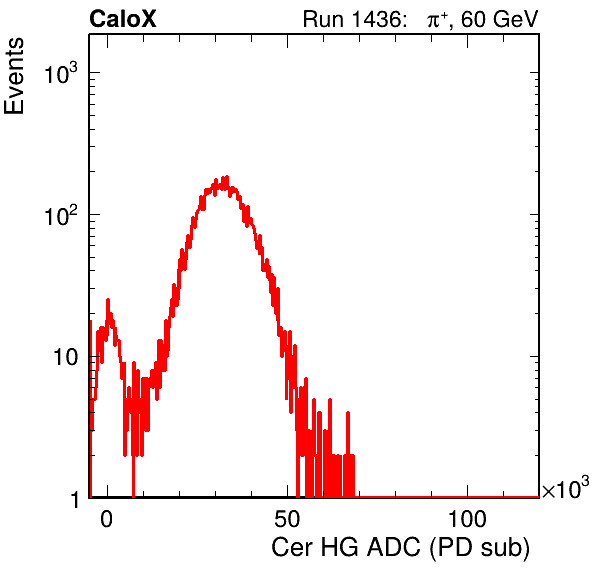 CaloX Run 1436: π⁺, 60 GeV
Events
10³
10²
10
1
0 50 100 ×10³
Cer HG ADC (PD sub)